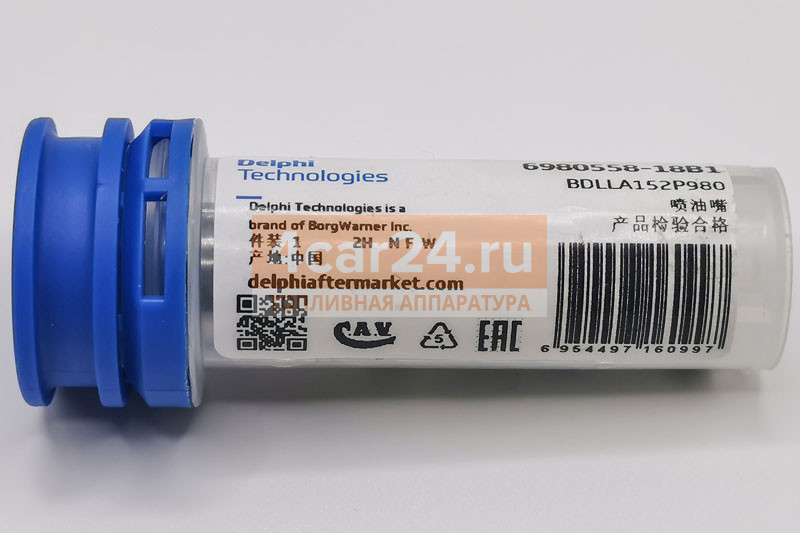 Delphi
Technologies
Delphi Technologies is a
brand of BorgWarner Inc.
件装 1 2H N F W
产地:中国
delphiaftermarket.com
6980558-18B1
BDLLA152P980
喷油嘴
产品检验合格
C.A.V.
5
EAC
6 954497 160997
4car24.ru
ТОПЛИВНАЯ АППАРАТУРА